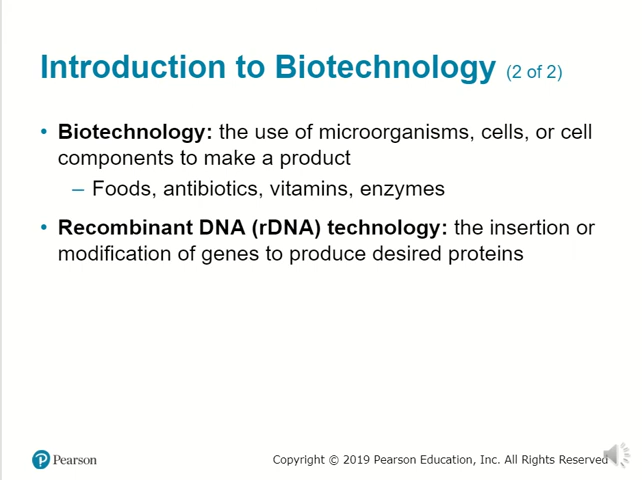 Introduction to Biotechnology (2 of 2)
• Biotechnology: the use of microorganisms, cells, or cell
components to make a product
– Foods, antibiotics, vitamins, enzymes
• Recombinant DNA (rDNA) technology: the insertion or
modification of genes to produce desired proteins
Pearson
Copyright © 2019 Pearson Education, Inc. All Rights Reserved